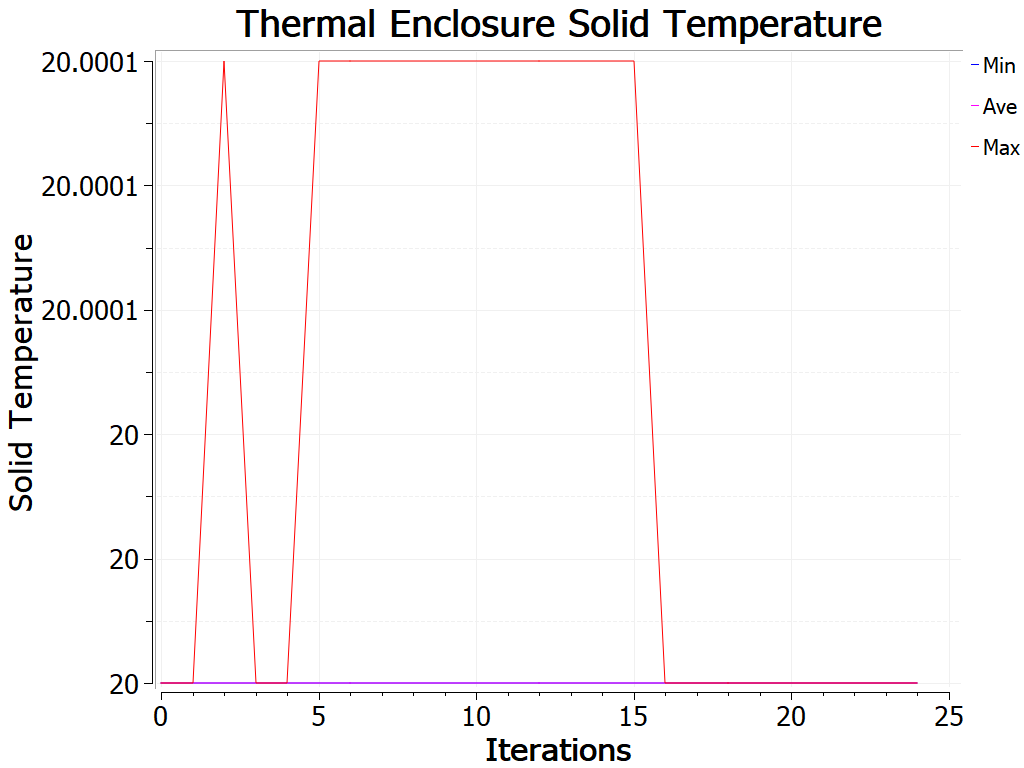 Thermal Enclosure Solid Temperature
20.0001
20.0001
20.0001
20
20
20
Solid Temperature
0 5 10 15 20 25
Iterations
Min
Ave
Max